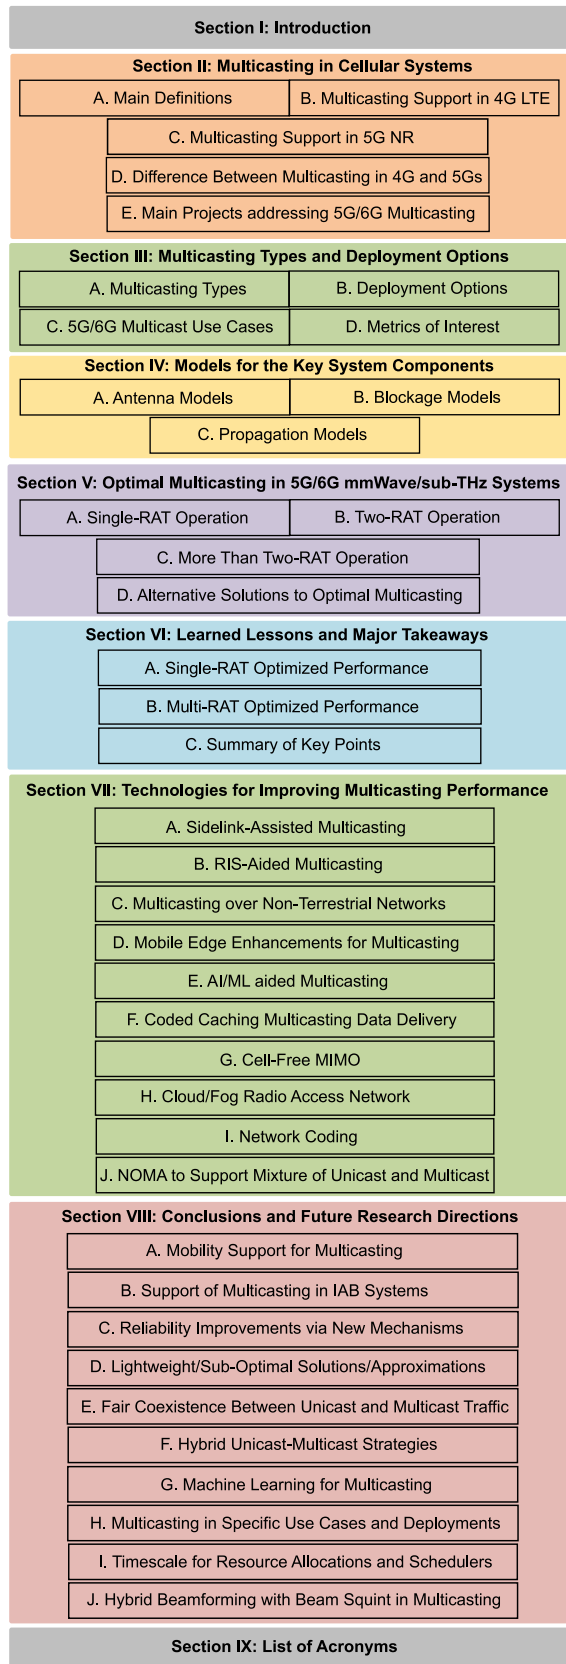 Section I: Introduction
Section II: Multicasting in Cellular Systems
A. Main Definitions
B. Multicasting Support in 4G LTE
C. Multicasting Support in 5G NR
D. Difference Between Multicasting in 4G and 5Gs
E. Main Projects addressing 5G/6G Multicasting
Section III: Multicasting Types and Deployment Options
A. Multicasting Types
B. Deployment Options
C. 5G/6G Multicast Use Cases
D. Metrics of Interest
Section IV: Models for the Key System Components
A. Antenna Models
B. Blockage Models
C. Propagation Models
Section V: Optimal Multicasting in 5G/6G mmWave/sub-THz Systems
A. Single-RAT Operation
B. Two-RAT Operation
C. More Than Two-RAT Operation
D. Alternative Solutions to Optimal Multicasting
Section VI: Learned Lessons and Major Takeaways
A. Single-RAT Optimized Performance
B. Multi-RAT Optimized Performance
C. Summary of Key Points
Section VII: Technologies for Improving Multicasting Performance
A. Sidelink-Assisted Multicasting
B. RIS-Aided Multicasting
C. Multicasting over Non-Terrestrial Networks
D. Mobile Edge Enhancements for Multicasting
E. AI/ML aided Multicasting
F. Coded Caching Multicasting Data Delivery
G. Cell-Free MIMO
H. Cloud/Fog Radio Access Network
I. Network Coding
J. NOMA to Support Mixture of Unicast and Multicast
Section VIII: Conclusions and Future Research Directions
A. Mobility Support for Multicasting
B. Support of Multicasting in IAB Systems
C. Reliability Improvements via New Mechanisms
D. Lightweight/Sub-Optimal Solutions/Approximations
E. Fair Coexistence Between Unicast and Multicast Traffic
F. Hybrid Unicast-Multicast Strategies
G. Machine Learning for Multicasting
H. Multicasting in Specific Use Cases and Deployments
I. Timescale for Resource Allocations and Schedulers
J. Hybrid Beamforming with Beam Squint in Multicasting
Section IX: List of Acronyms